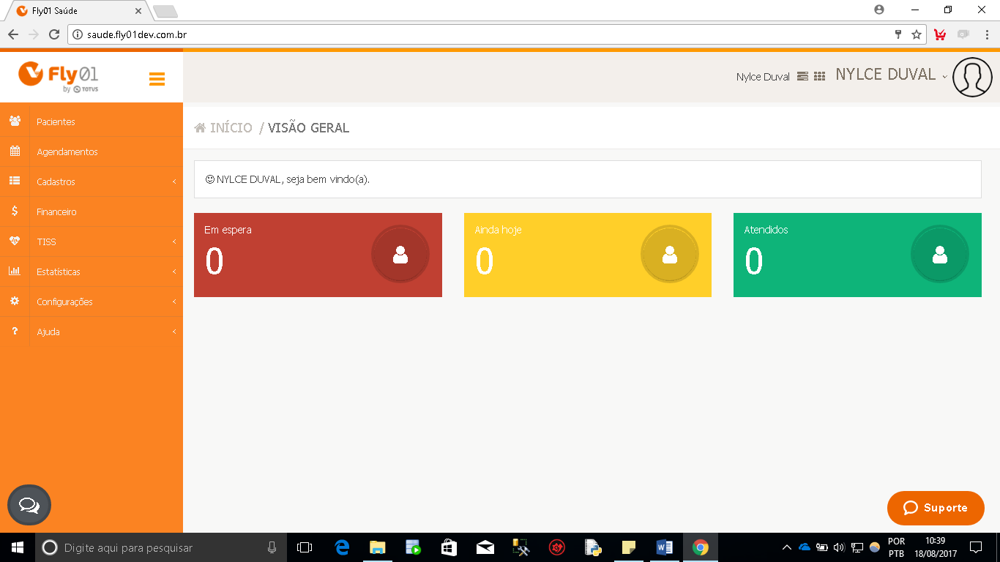 Fly01 Saúde
saude.fly01dev.com.br
Fly01
by TOTVS
Nylce Duval
NYLCE DUVAL
Pacientes
Agendamentos
Cadastros
Financeiro
TISS
Estatísticas
Configurações
Ajuda
INÍCIO / VISÃO GERAL
NYLCE DUVAL, seja bem vindo(a).
Em espera
0
Ainda hoje
0
Atendidos
0
Suporte
Digite aqui para pesquisar
POR
PTB
10:39
18/08/2017